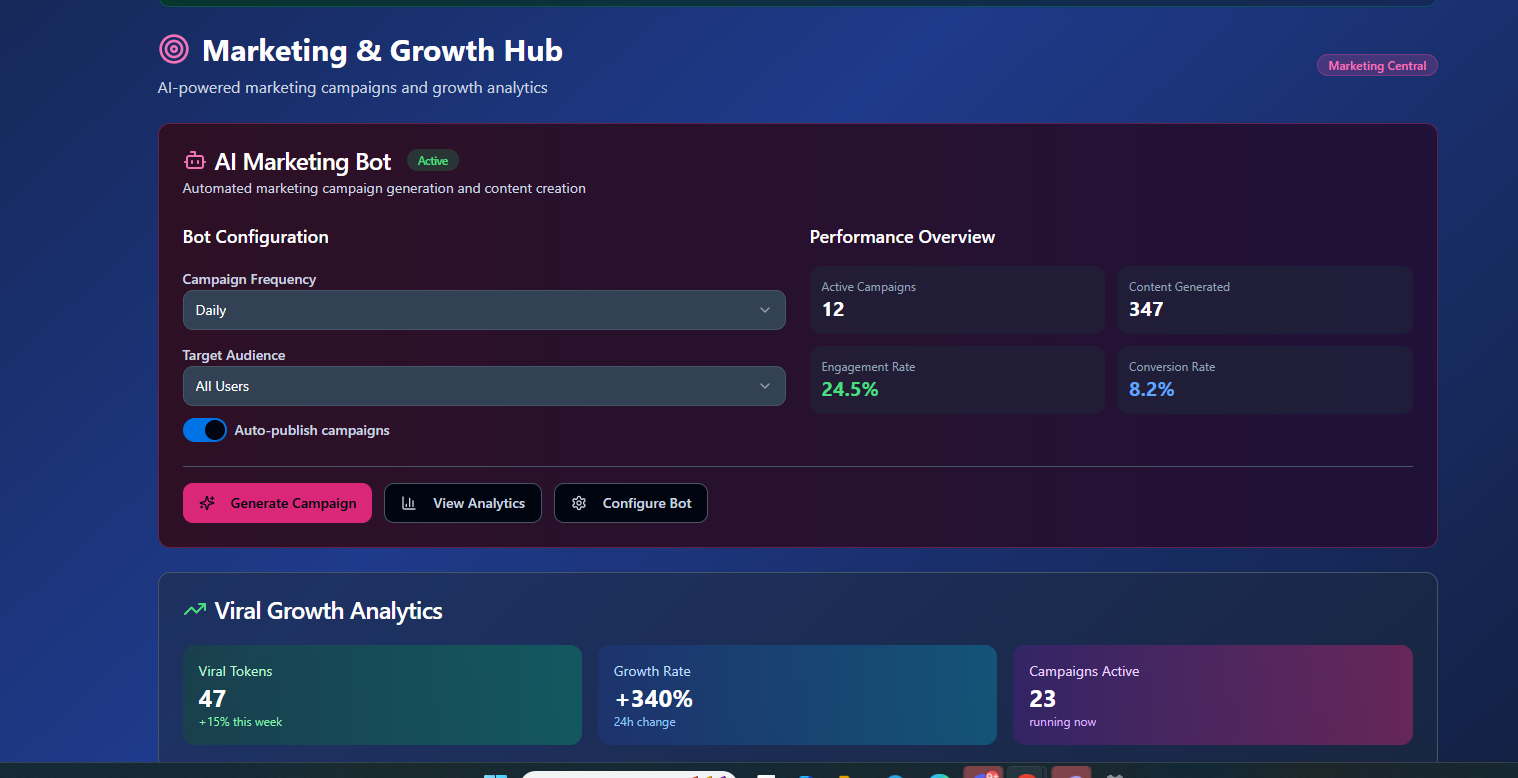 Marketing & Growth Hub
AI-powered marketing campaigns and growth analytics
Marketing Central
AI Marketing Bot
Active
Automated marketing campaign generation and content creation
Bot Configuration
Campaign Frequency
Daily
Target Audience
All Users
Auto-publish campaigns
Performance Overview
Active Campaigns
12
Content Generated
347
Engagement Rate
24.5%
Conversion Rate
8.2%
Generate Campaign
View Analytics
Configure Bot
Viral Growth Analytics
Viral Tokens
47
+15% this week
Growth Rate
+340%
24h change
Campaigns Active
23
running now